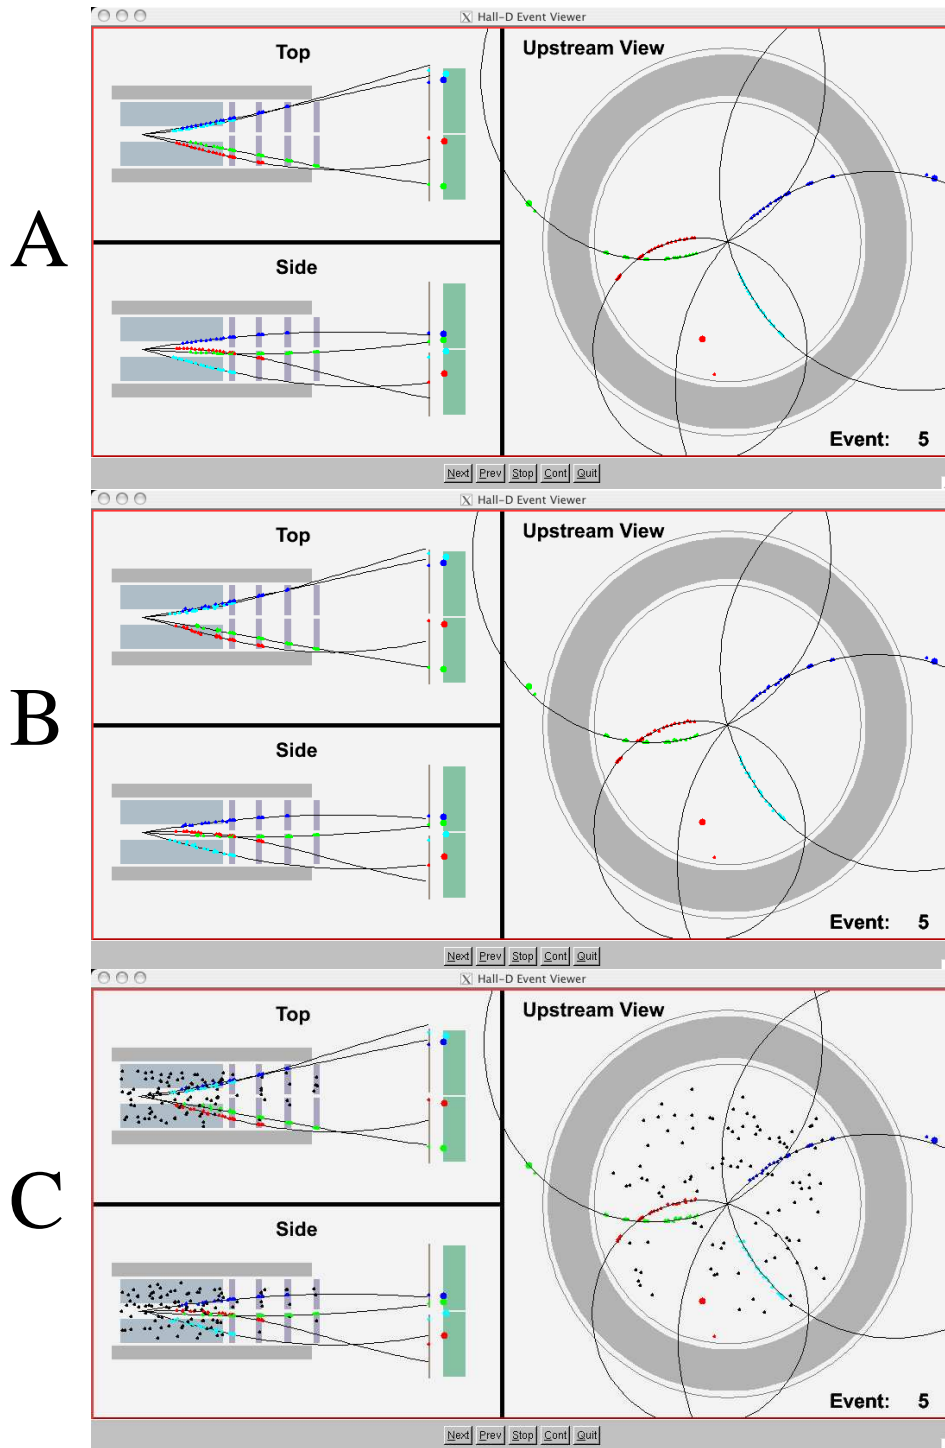 X Hall-D Event Viewer
Top
Upstream View
A
Side
Event: 5
Next Prev Stop Cont Quit
X Hall-D Event Viewer
Top
Upstream View
B
Side
Event: 5
Next Prev Stop Cont Quit
X Hall-D Event Viewer
Top
Upstream View
C
Side
Event: 5
Next Prev Stop Cont Quit